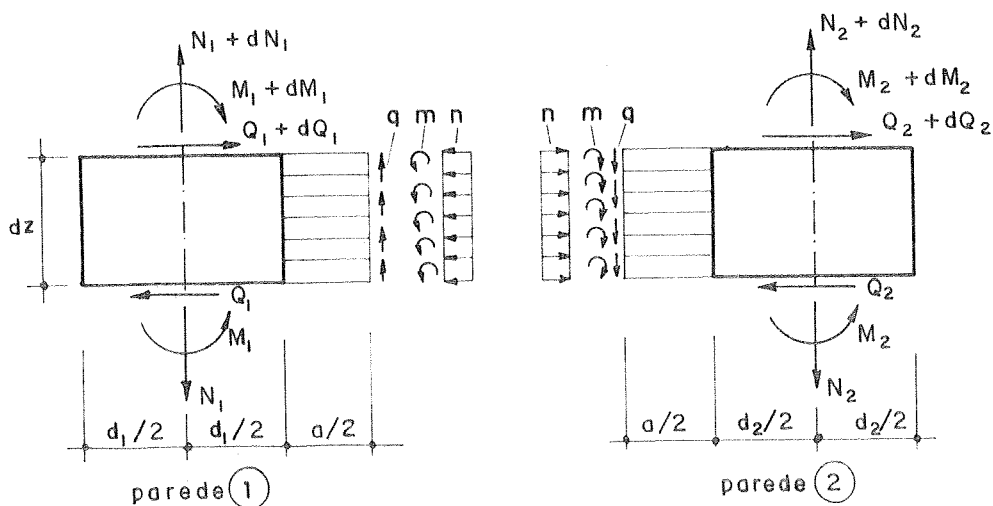 N₁ + dN₁
M₁ + dM₁
Q₁ + dQ₁
q m n
dz
Q₁
M₁
N₁
d₁/2 d₁/2 a/2
parede 1
N₂ + dN₂
M₂ + dM₂
Q₂ + dQ₂
n m q
Q₂
M₂
N₂
a/2 d₂/2 d₂/2
parede 2